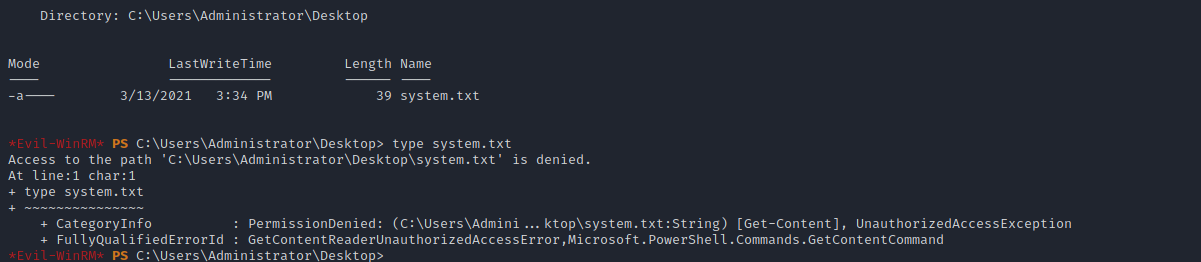 Directory: C:\Users\Administrator\Desktop
Mode LastWriteTime Length Name
---- ------------- ------ ----
-a---- 3/13/2021 3:34 PM 39 system.txt
*Evil-WinRM* PS C:\Users\Administrator\Desktop> type system.txt
Access to the path 'C:\Users\Administrator\Desktop\system.txt' is denied.
At line:1 char:1
+ type system.txt
+ ~~~~~~~~~~~~~~~
+ CategoryInfo : PermissionDenied: (C:\Users\Admini...ktop\system.txt:String) [Get-Content], UnauthorizedAccessException
+ FullyQualifiedErrorId : GetContentReaderUnauthorizedAccessError,Microsoft.PowerShell.Commands.GetContentCommand
*Evil-WinRM* PS C:\Users\Administrator\Desktop>